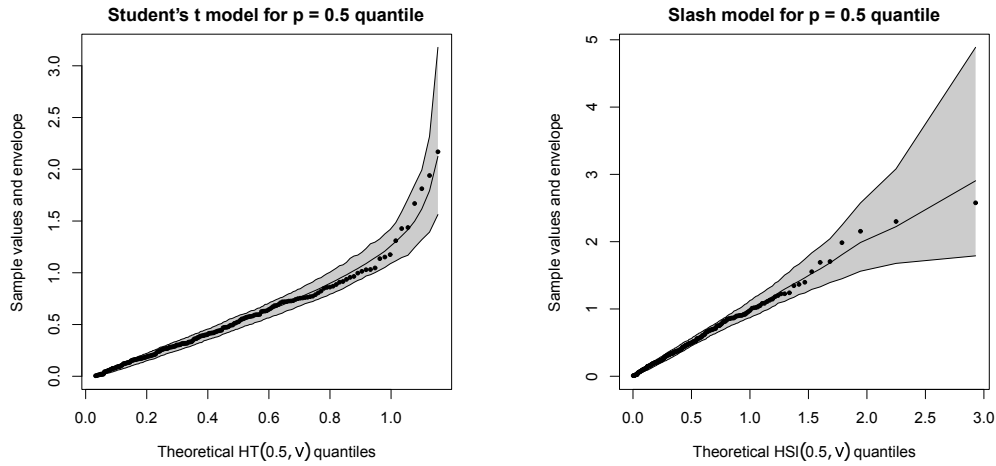 Student’s t model for p = 0.5 quantile
Sample values and envelope
3.0
2.5
2.0
1.5
1.0
0.5
0.0
0.0 0.2 0.4 0.6 0.8 1.0
Theoretical HT(0.5, ν) quantiles
Slash model for p = 0.5 quantile
Sample values and envelope
5
4
3
2
1
0
0.0 0.5 1.0 1.5 2.0 2.5 3.0
Theoretical HSl(0.5, ν) quantiles